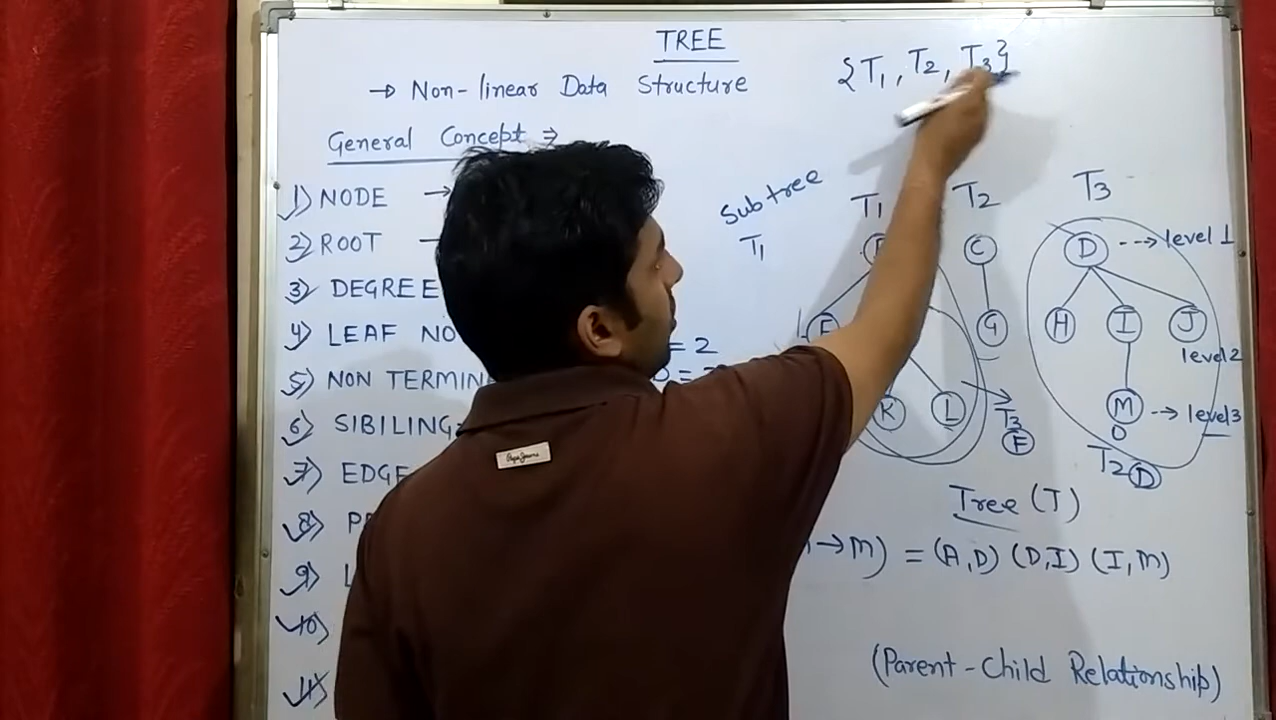 TREE
{T1, T2, T3}
→ Non-linear Data Structure
General Concept ⇒
1) NODE →
2) ROOT
3) DEGREE
4) LEAF NO
= 2
5) NON TERMIN
6) SIBILING
7) EDGE
8)
9)
10)
11)
Subtree
T1
T1 T2 T3
C D --→ level 1
G H I J
level 2
K L M --→ level 3
T3 F
T2 D
Tree (T)
→M) = (A,D) (D,I) (I,M)
(Parent-Child Relationship)